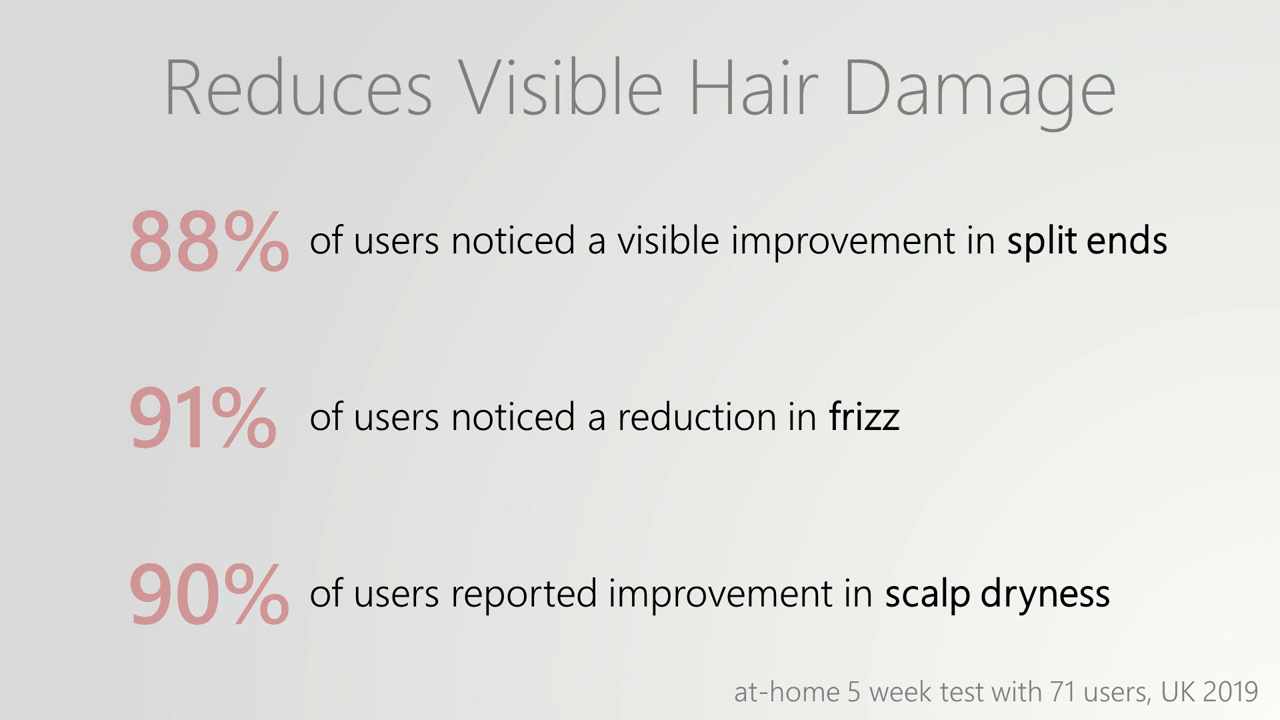 Reduces Visible Hair Damage
88% of users noticed a visible improvement in split ends
91% of users noticed a reduction in frizz
90% of users reported improvement in scalp dryness
at-home 5 week test with 71 users, UK 2019